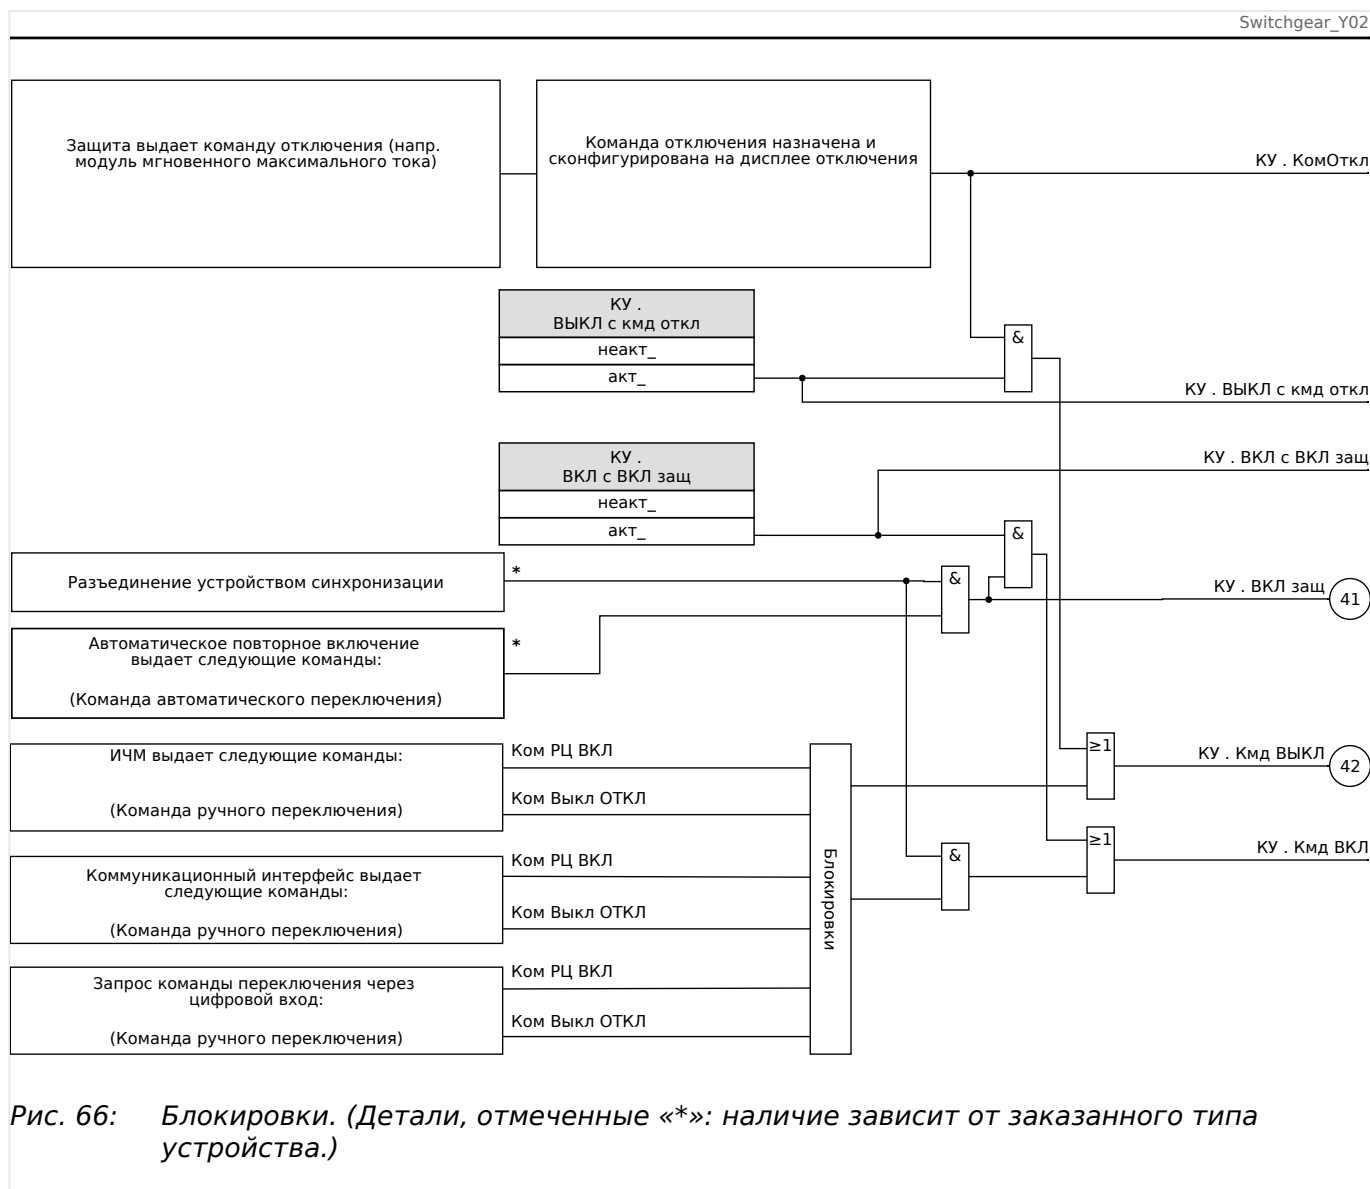 Switchgear_Y02
Защита выдает команду отключения (напр.
модуль мгновенного максимального тока)
Команда отключения назначена и
сконфигурирована на дисплее отключения
КУ . КомОткл
КУ .
ВЫКЛ с кмд откл
неакт_
акт_
&
КУ . ВЫКЛ с кмд откл
КУ .
ВКЛ с ВКЛ защ
неакт_
акт_
КУ . ВКЛ с ВКЛ защ
&
Разъединение устройством синхронизации
*
&
КУ . ВКЛ защ
41
Автоматическое повторное включение
выдает следующие команды:
(Команда автоматического переключения)
*
ИЧМ выдает следующие команды:
(Команда ручного переключения)
Ком РЦ ВКЛ
Ком Выкл ОТКЛ
≥1
КУ . Кмд ВЫКЛ
42
Коммуникационный интерфейс выдает
следующие команды:
(Команда ручного переключения)
Ком РЦ ВКЛ
Ком Выкл ОТКЛ
Блокировки
&
≥1
КУ . Кмд ВКЛ
Запрос команды переключения через
цифровой вход:
(Команда ручного переключения)
Ком РЦ ВКЛ
Ком Выкл ОТКЛ
Рис. 66: Блокировки. (Детали, отмеченные «*»: наличие зависит от заказанного типа
устройства.)